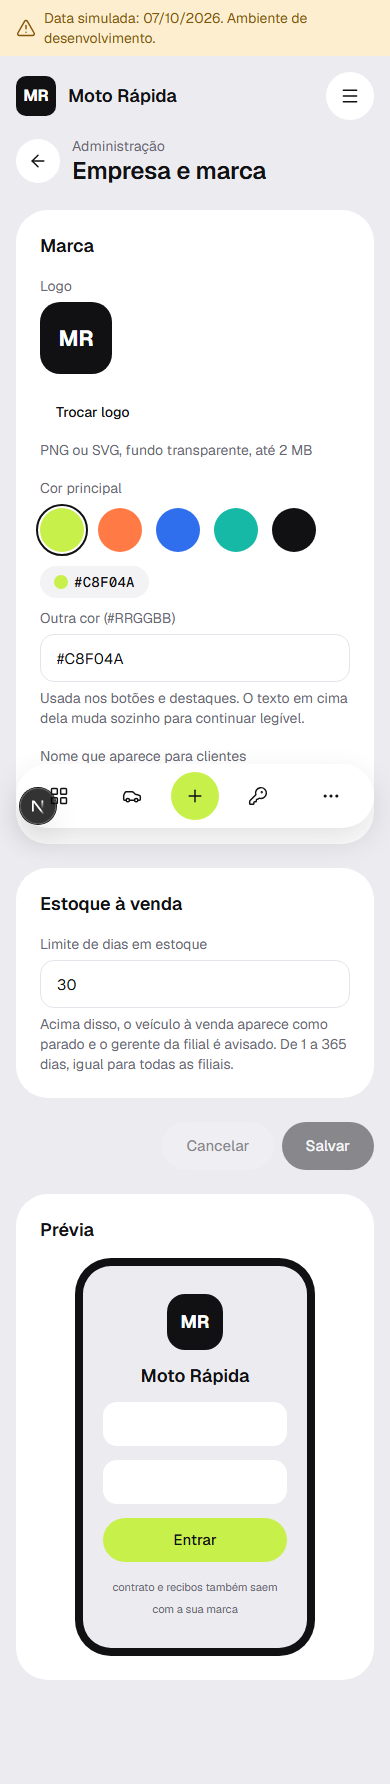 Data simulada: 07/10/2026. Ambiente de
desenvolvimento.
MR Moto Rápida
Administração
Empresa e marca
Marca
Logo
MR
Trocar logo
PNG ou SVG, fundo transparente, até 2 MB
Cor principal
#C8F04A
Outra cor (#RRGGBB)
#C8F04A
Usada nos botões e destaques. O texto em cima
dela muda sozinho para continuar legível.
Nome que aparece para clientes
N
Estoque à venda
Limite de dias em estoque
30
Acima disso, o veículo à venda aparece como
parado e o gerente da filial é avisado. De 1 a 365
dias, igual para todas as filiais.
Cancelar
Salvar
Prévia
MR
Moto Rápida
Entrar
contrato e recibos também saem
com a sua marca